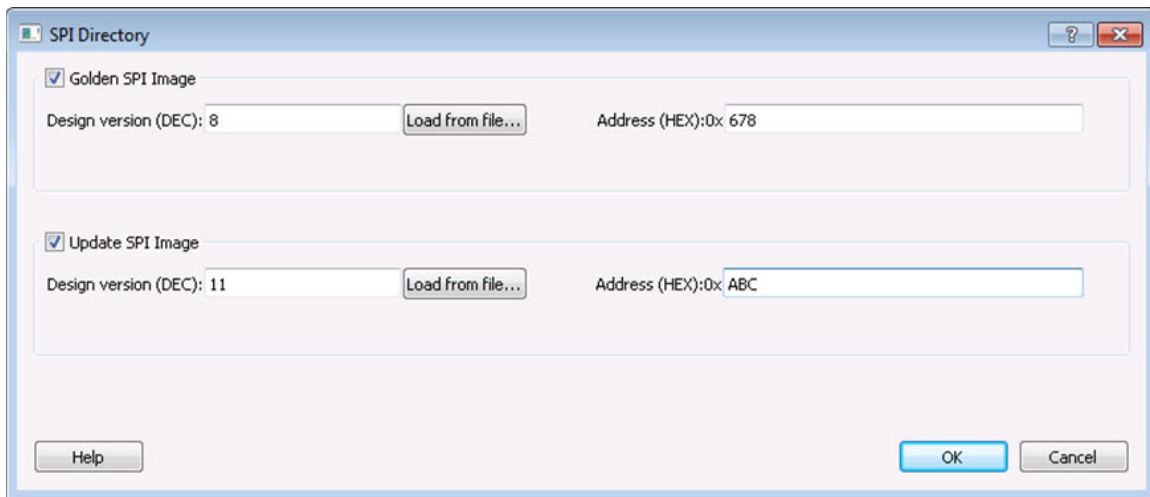 SPI Directory
Golden SPI Image
Design version (DEC): 8 Load from file... Address (HEX):0x 678
Update SPI Image
Design version (DEC): 11 Load from file... Address (HEX):0x ABC
Help OK Cancel